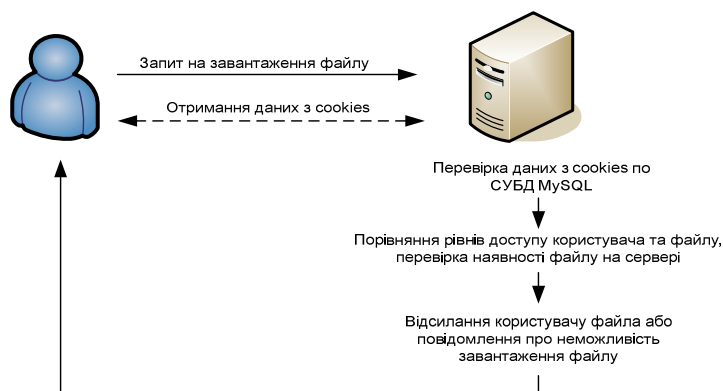 Запит на завантаження файлу
Отримання даних з cookies
Перевірка даних з cookies по
СУБД MySQL
Порівняння рівнів доступу користувача та файлу,
перевірка наявності файлу на сервері
Відсилання користувачу файла або
повідомлення про неможливість
завантаження файлу